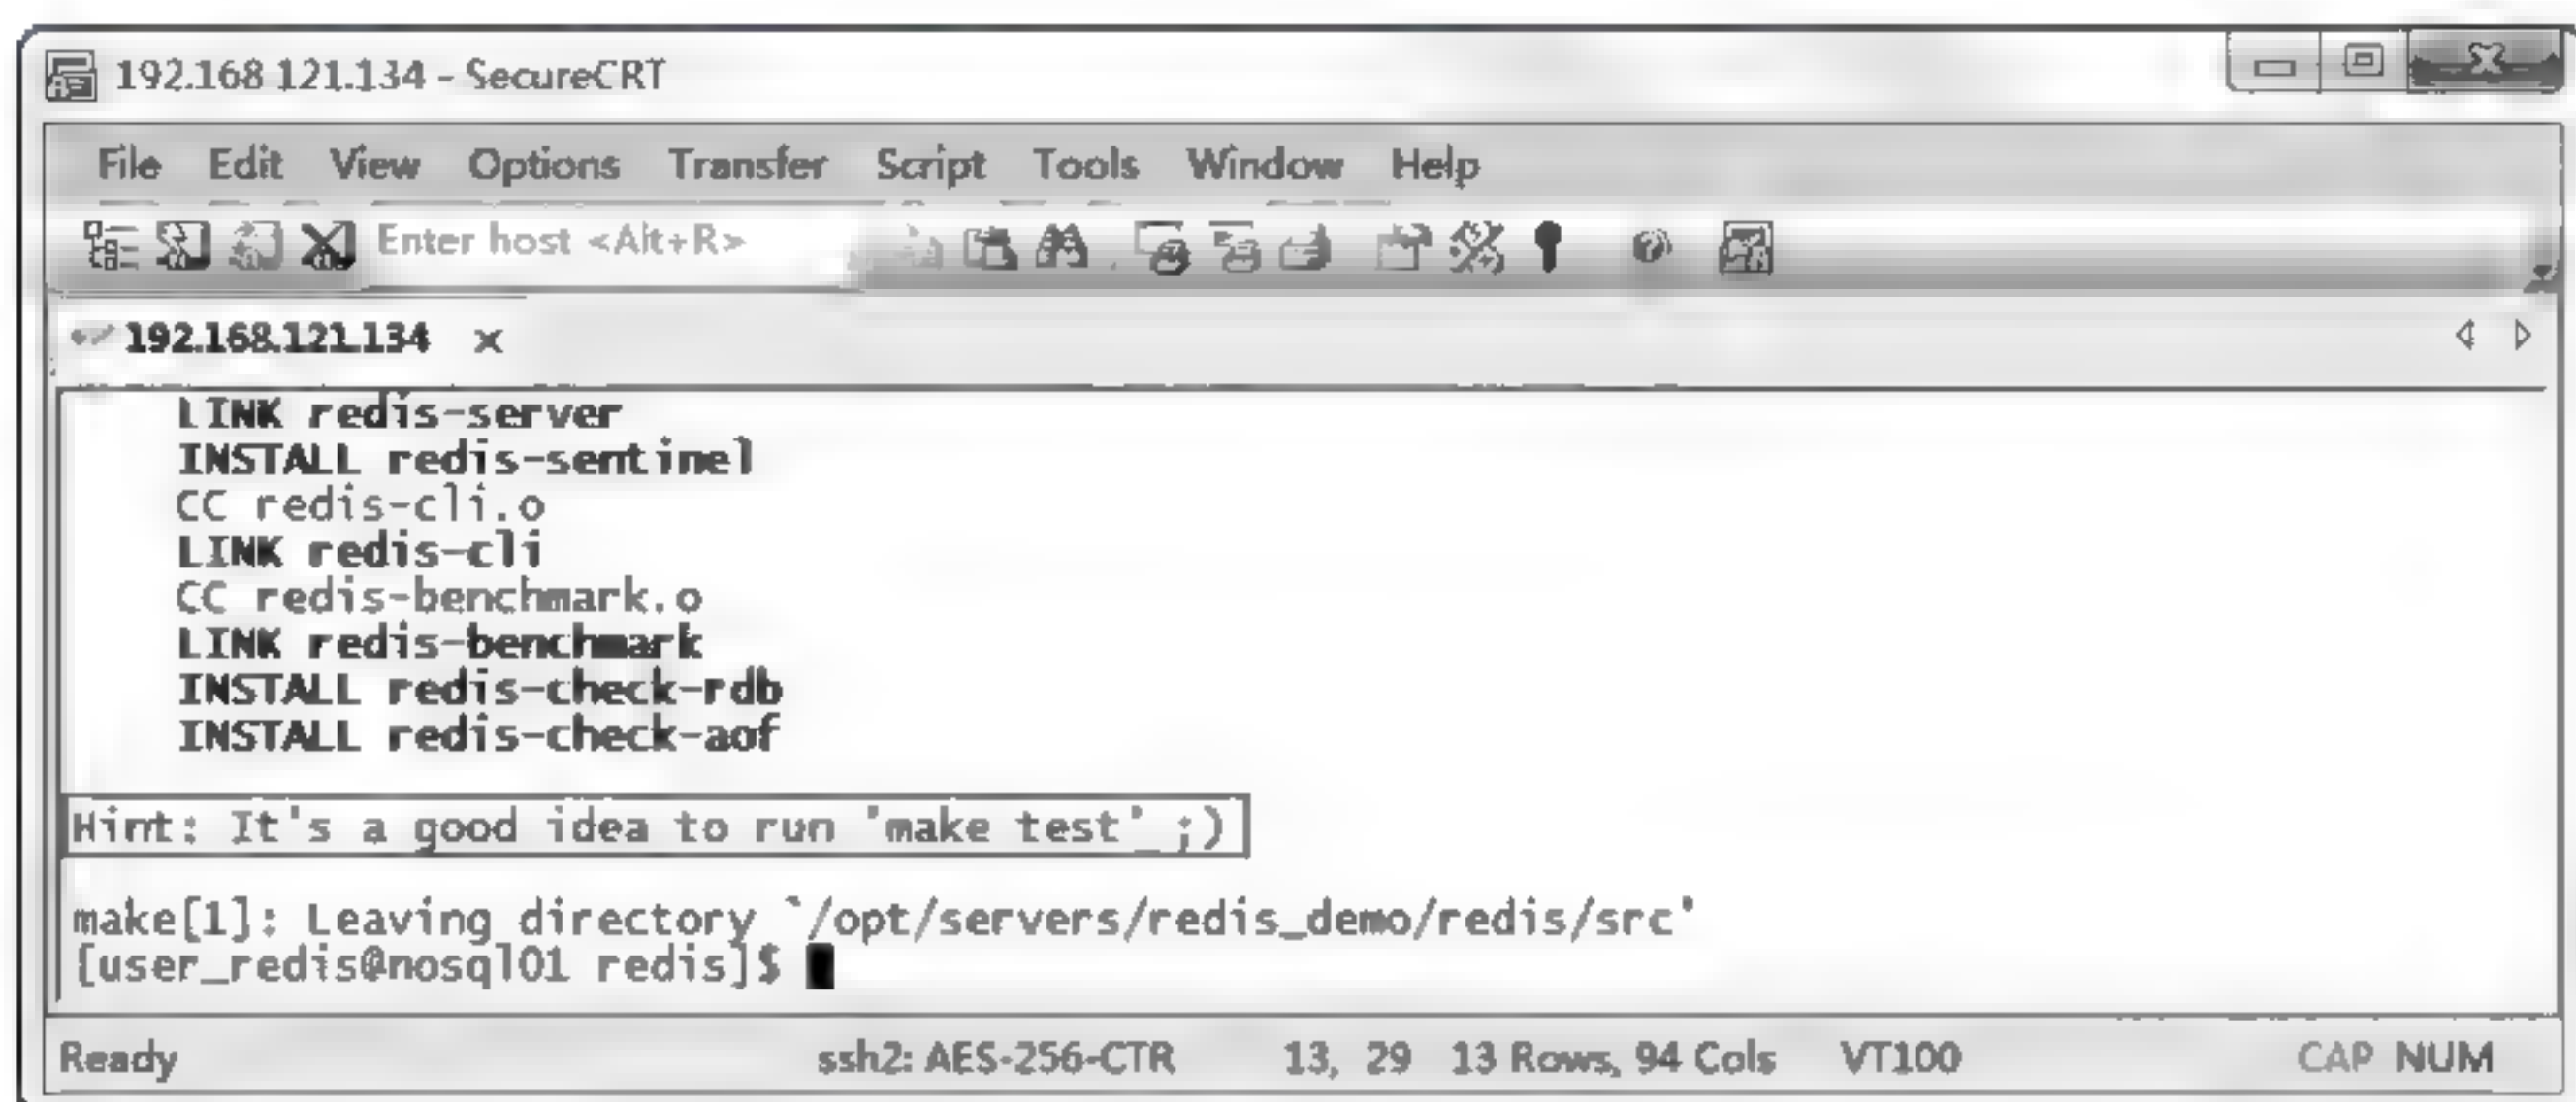 192.168.121.134 - SecureCRT
File Edit View Options Transfer Script Tools Window Help
Enter host <Alt+R>
192.168.121.134
LINK redis-server
INSTALL redis-sentinel
CC redis-cli.o
LINK redis-cli
CC redis-benchmark.o
LINK redis-benchmark
INSTALL redis-check-rdb
INSTALL redis-check-aof
Hint: It's a good idea to run 'make test' ;)
make[1]: Leaving directory `/opt/servers/redis_demo/redis/src'
[user_redis@nosql01 redis]$
Ready ssh2: AES-256-CTR 13, 29 13 Rows, 94 Cols VT100 CAP NUM